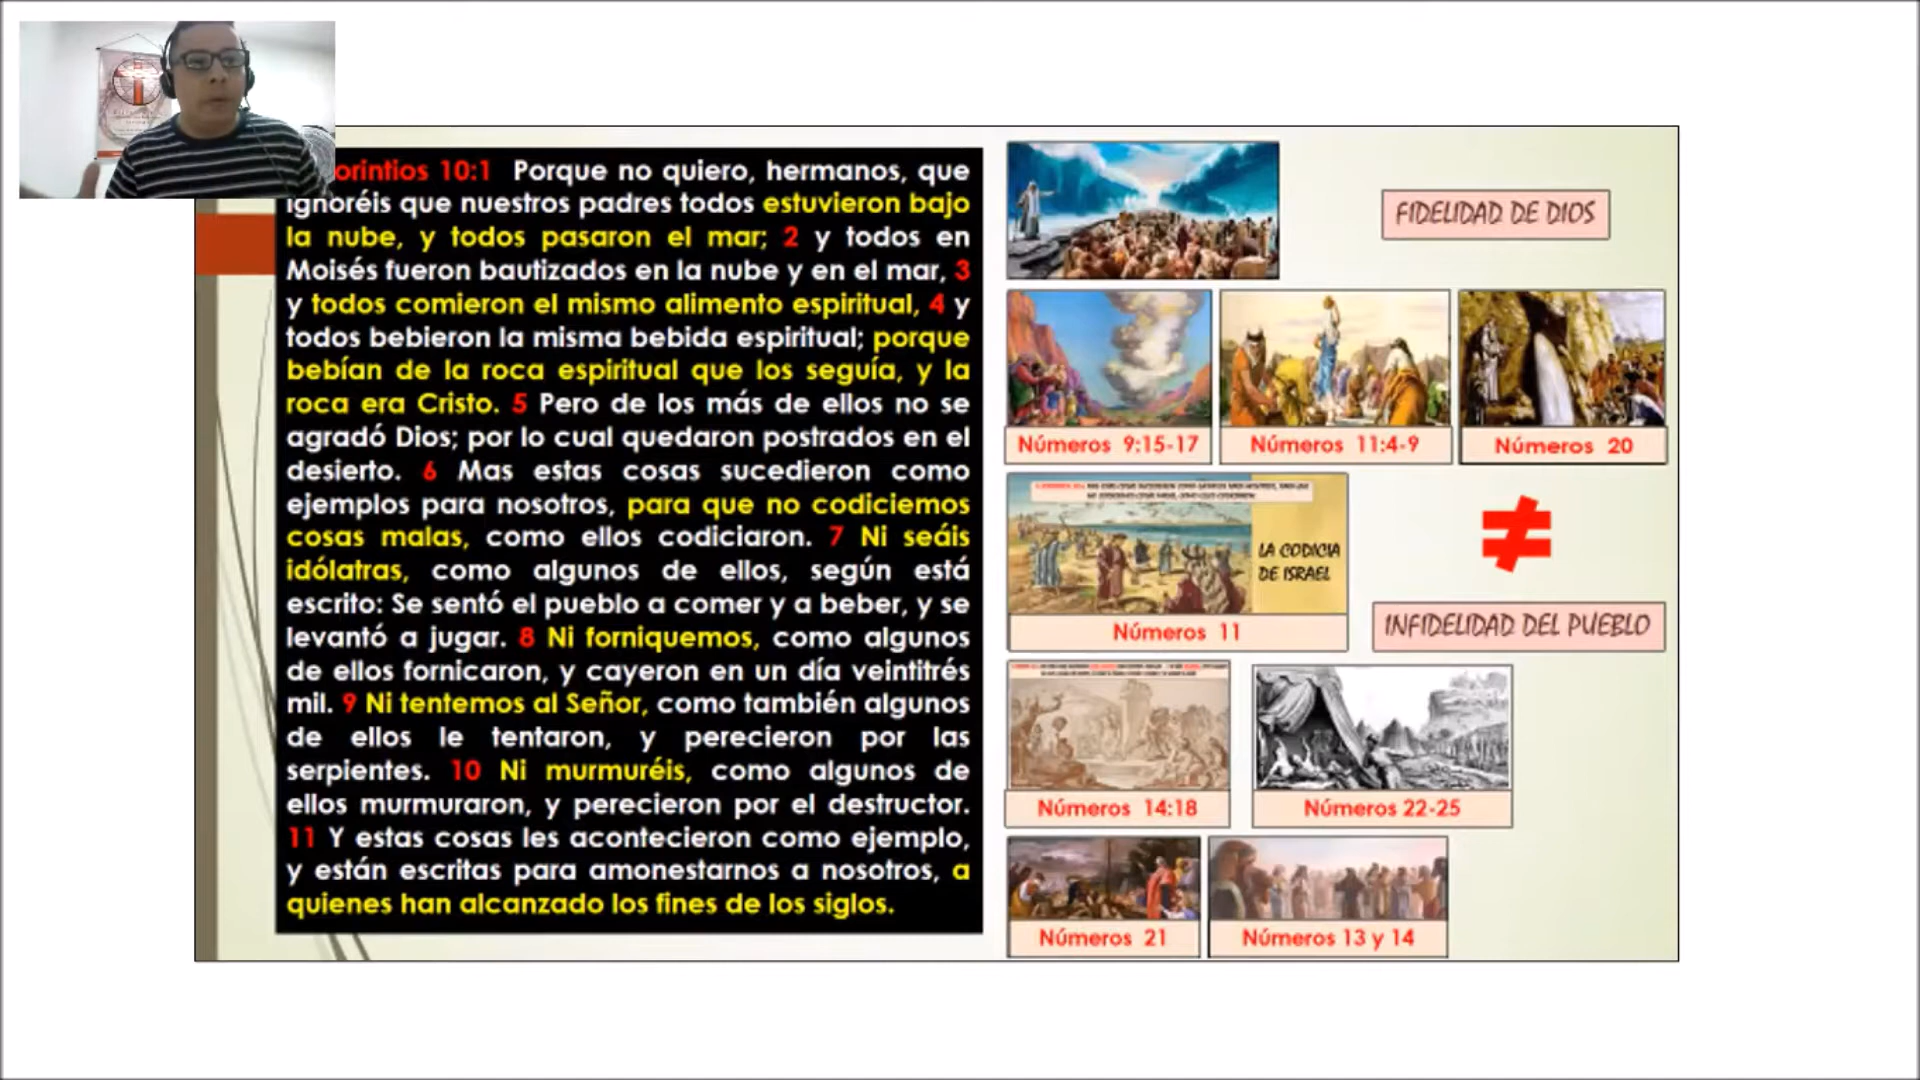 orintios 10:1 Porque no quiero, hermanos, que
ignoréis que nuestros padres todos estuvieron bajo
la nube, y todos pasaron el mar; 2 y todos en
Moisés fueron bautizados en la nube y en el mar, 3
y todos comieron el mismo alimento espiritual, 4 y
todos bebieron la misma bebida espiritual; porque
bebían de la roca espiritual que los seguía, y la
roca era Cristo. 5 Pero de los más de ellos no se
agradó Dios; por lo cual quedaron postrados en el
desierto. 6 Mas estas cosas sucedieron como
ejemplos para nosotros, para que no codiciemos
cosas malas, como ellos codiciaron. 7 Ni seáis
idólatras, como algunos de ellos, según está
escrito: Se sentó el pueblo a comer y a beber, y se
levantó a jugar. 8 Ni forniquemos, como algunos
de ellos fornicaron, y cayeron en un día veintitrés
mil. 9 Ni tentemos al Señor, como también algunos
de ellos le tentaron, y perecieron por las
serpientes. 10 Ni murmuréis, como algunos de
ellos murmuraron, y perecieron por el destructor.
11 Y estas cosas les acontecieron como ejemplo,
y están escritas para amonestarnos a nosotros, a
quienes han alcanzado los fines de los siglos.
FIDELIDAD DE DIOS
Números 9:15-17
Números 11:4-9
Números 20
LA CODICIA
DE ISRAEL
Números 11
≠
INFIDELIDAD DEL PUEBLO
Números 14:18
Números 22-25
Números 21
Números 13 y 14